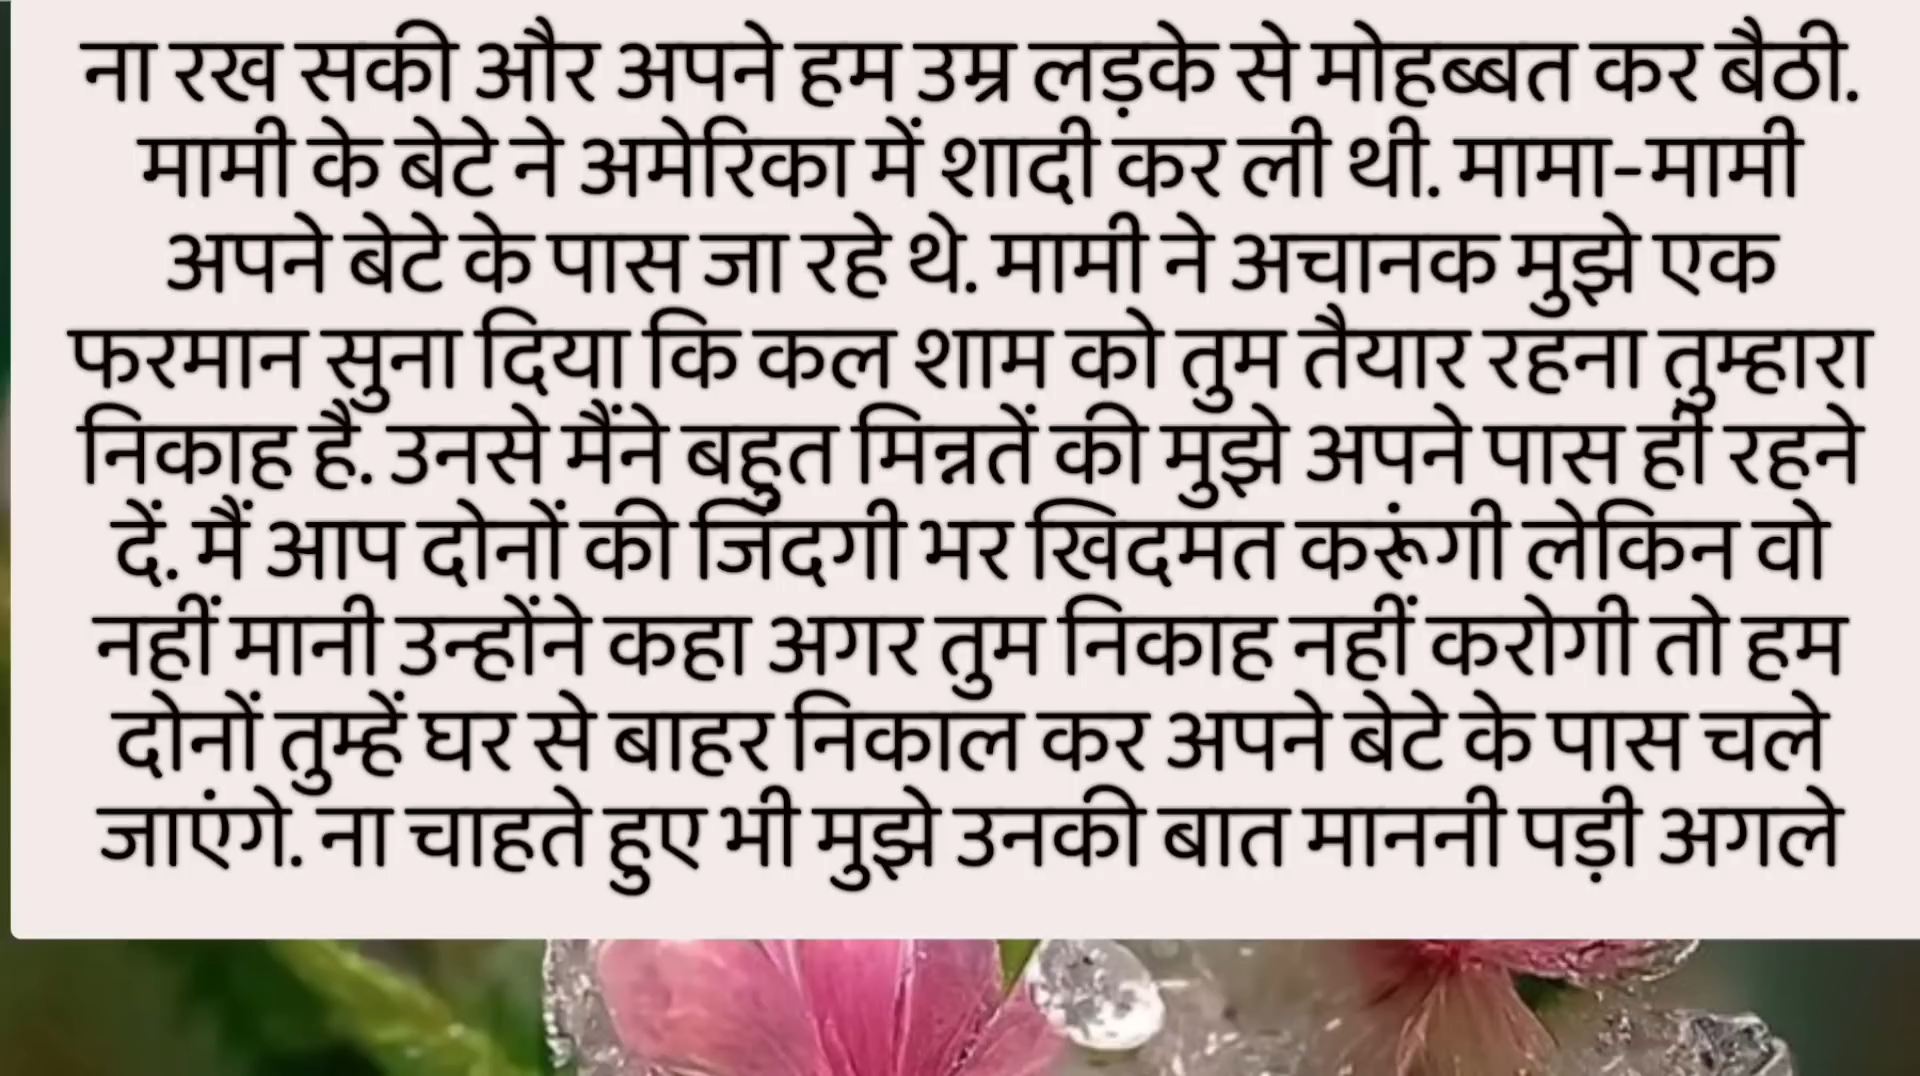 ना रख सकी और अपने हम उम्र लड़के से मोहब्बत कर बैठी.
मामी के बेटे ने अमेरिका में शादी कर ली थी. मामा-मामी
अपने बेटे के पास जा रहे थे. मामी ने अचानक मुझे एक
फरमान सुना दिया कि कल शाम को तुम तैयार रहना तुम्हारा
निकाह है. उनसे मैंने बहुत मिन्नतें की मुझे अपने पास ही रहने
दें. मैं आप दोनों की जिंदगी भर खिदमत करूंगी लेकिन वो
नहीं मानी उन्होंने कहा अगर तुम निकाह नहीं करोगी तो हम
दोनों तुम्हें घर से बाहर निकाल कर अपने बेटे के पास चले
जाएंगे. ना चाहते हुए भी मुझे उनकी बात माननी पड़ी अगले